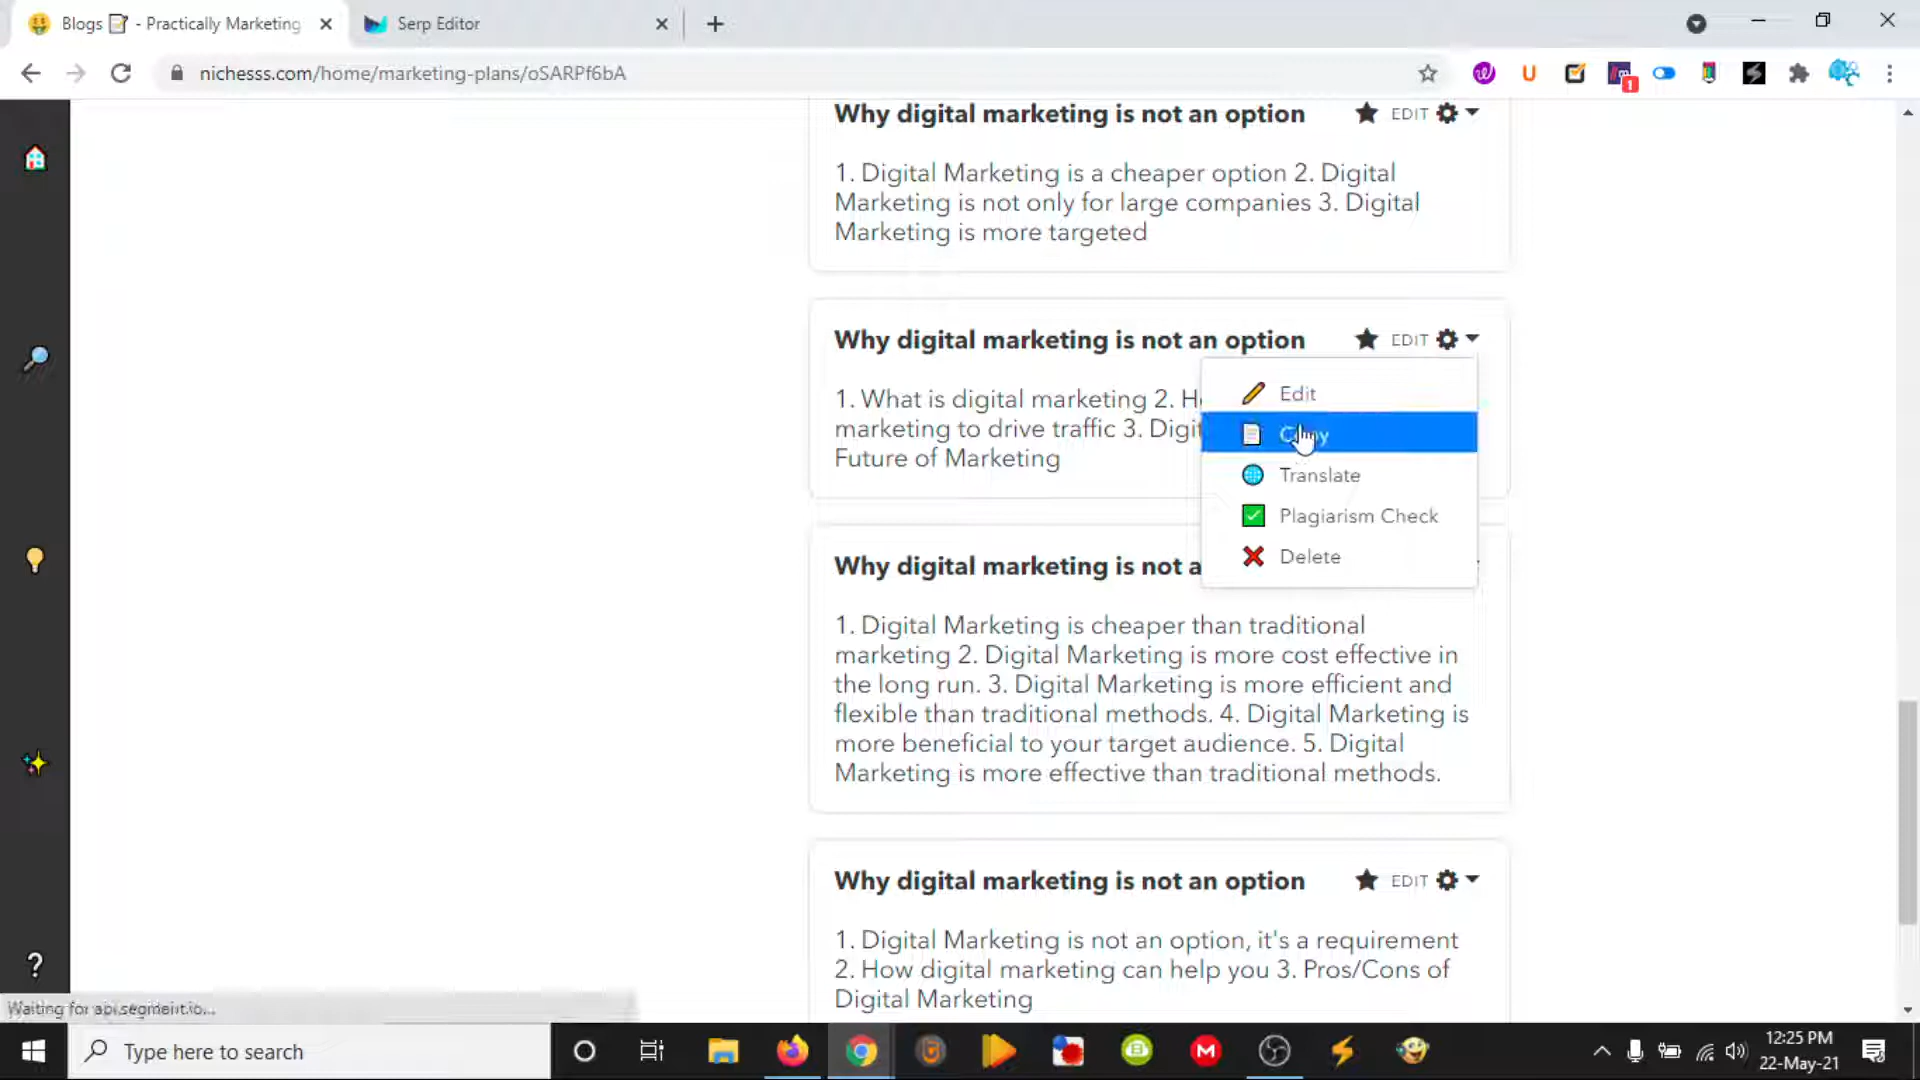 Blogs 📝 - Practically Marketing
Serp Editor
nichesss.com/home/marketing-plans/oSARPf6bA
1
Why digital marketing is not an option
EDIT
1. Digital Marketing is a cheaper option 2. Digital
Marketing is not only for large companies 3. Digital
Marketing is more targeted
Why digital marketing is not an option
EDIT
1. What is digital marketing 2. H
marketing to drive traffic 3. Digit
Future of Marketing
Edit
Copy
Translate
Plagiarism Check
Delete
Why digital marketing is not a
1. Digital Marketing is cheaper than traditional
marketing 2. Digital Marketing is more cost effective in
the long run. 3. Digital Marketing is more efficient and
flexible than traditional methods. 4. Digital Marketing is
more beneficial to your target audience. 5. Digital
Marketing is more effective than traditional methods.
Why digital marketing is not an option
EDIT
1. Digital Marketing is not an option, it's a requirement
2. How digital marketing can help you 3. Pros/Cons of
Digital Marketing
Waiting for api.segment.io...
Type here to search
12:25 PM
22-May-21